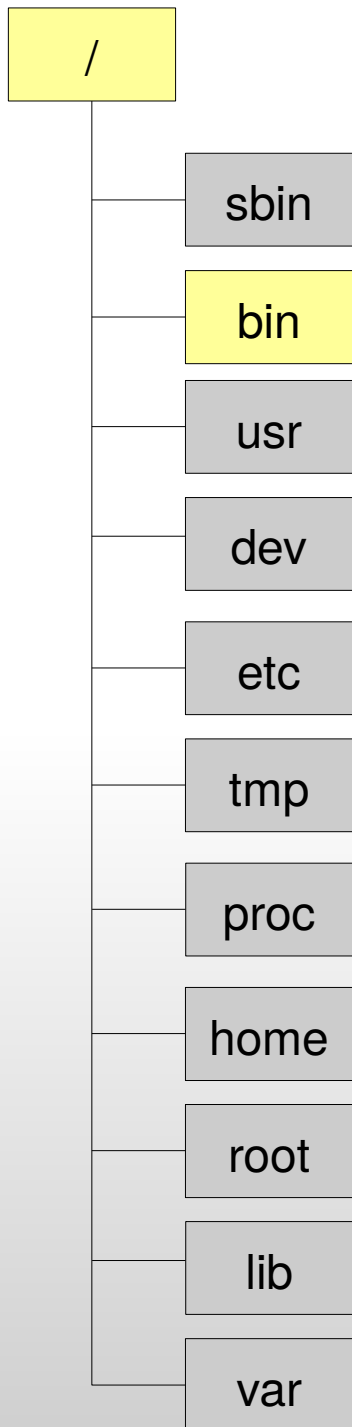 /
sbin
bin
usr
dev
etc
tmp
proc
home
root
lib
var